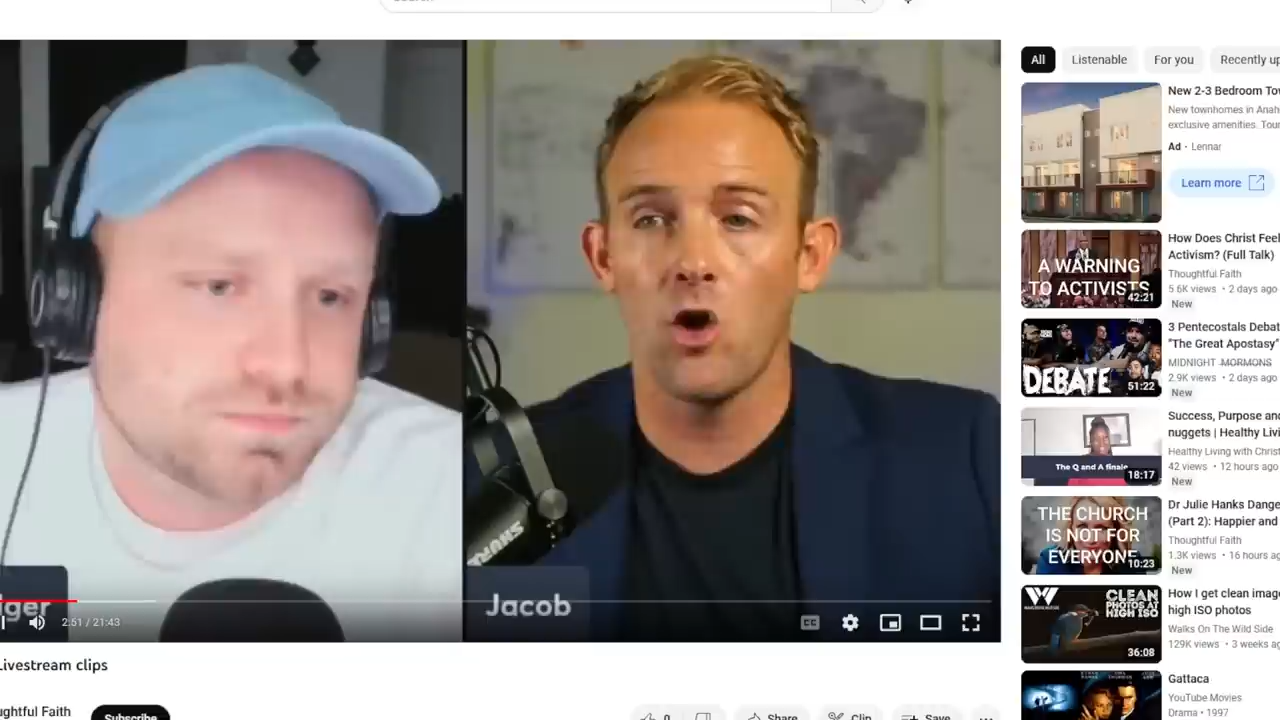 All
Listenable
For you
Recently up
New 2-3 Bedroom Tov
New townhomes in Anah
exclusive amenities. Tour
Ad · Lennar
Learn more
How Does Christ Feel
Activism? (Full Talk)
Thoughtful Faith
5.6K views • 2 days ago
New
A WARNING
TO ACTIVISTS
42:21
3 Pentecostals Debat
"The Great Apostasy"
MIDNIGHT MORMONS
2.9K views • 2 days ago
New
DEBATE
51:22
Success, Purpose and
nuggets | Healthy Livi
Healthy Living with Christ
42 views • 12 hours ago
New
The Q and A finale
18:17
Dr Julie Hanks Dange
(Part 2): Happier and
Thoughtful Faith
1.3K views • 16 hours ag
New
THE CHURCH
IS NOT FOR
EVERYONE
10:23
How I get clean image
high ISO photos
Walks On The Wild Side
129K views • 3 weeks a
CLEAN
PHOTOS AT
HIGH ISO
36:08
Gattaca
YouTube Movies
Drama • 1997
ger
Jacob
2:51 / 21:43
Livestream clips
ughtful Faith
Subscribe
0
Share
Clip
Save